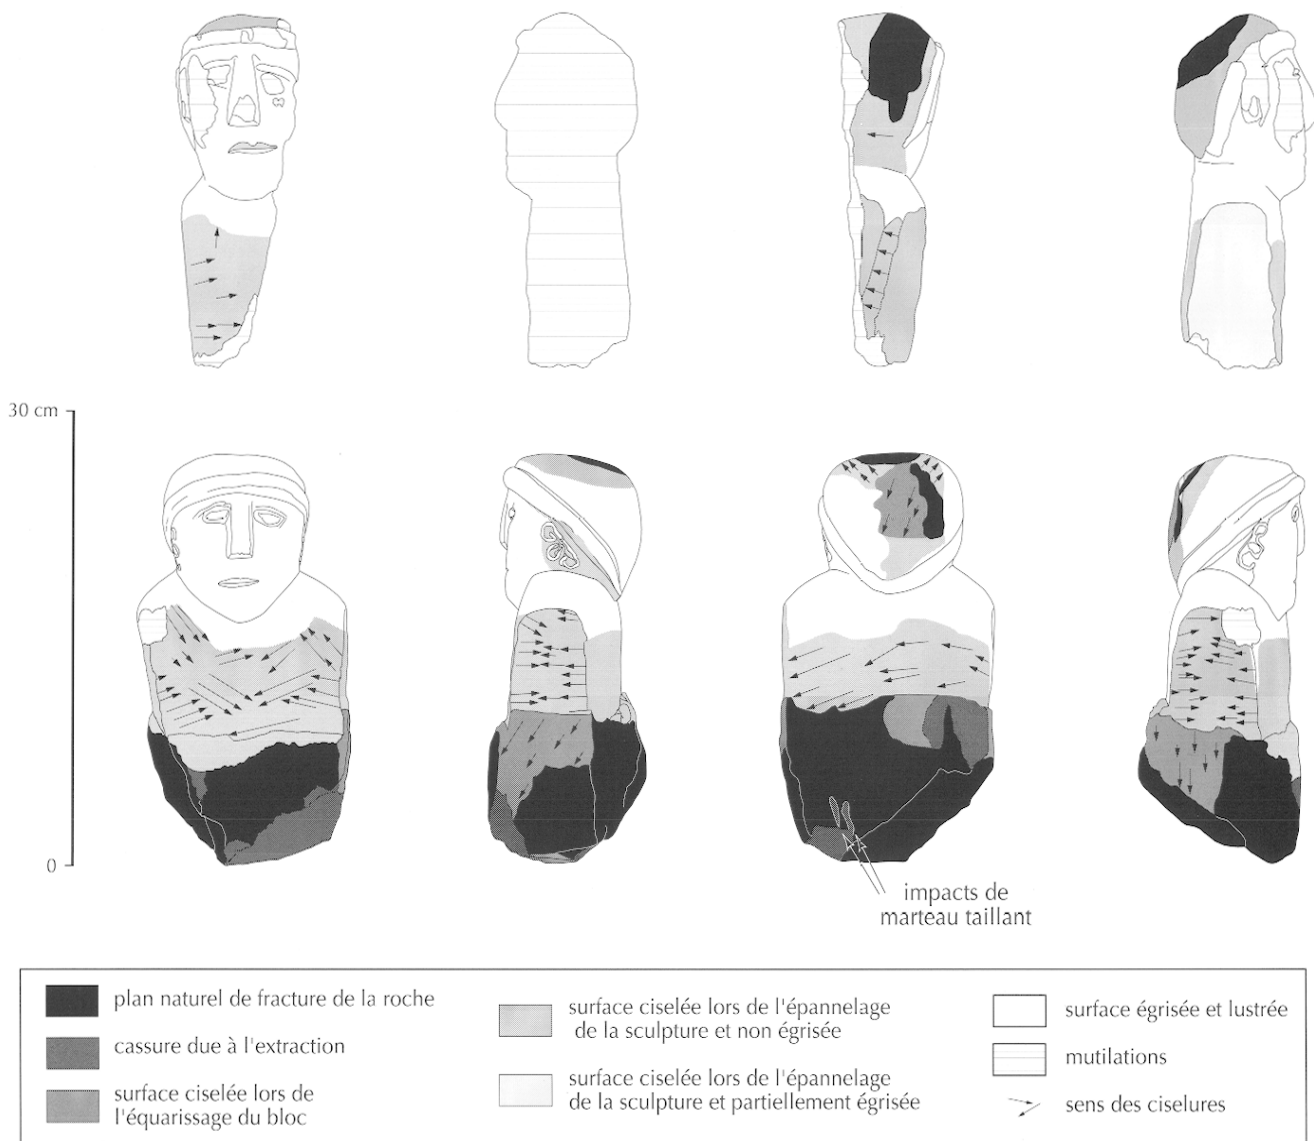 30 cm
0
impacts de
marteau taillant
plan naturel de fracture de la roche
cassure due à l'extraction
surface ciselée lors de
l'équarissage du bloc
surface ciselée lors de l'épannelage
de la sculpture et non égrisée
surface ciselée lors de l'épannelage
de la sculpture et partiellement égrisée
surface égrisée et lustrée
mutilations
sens des ciselures